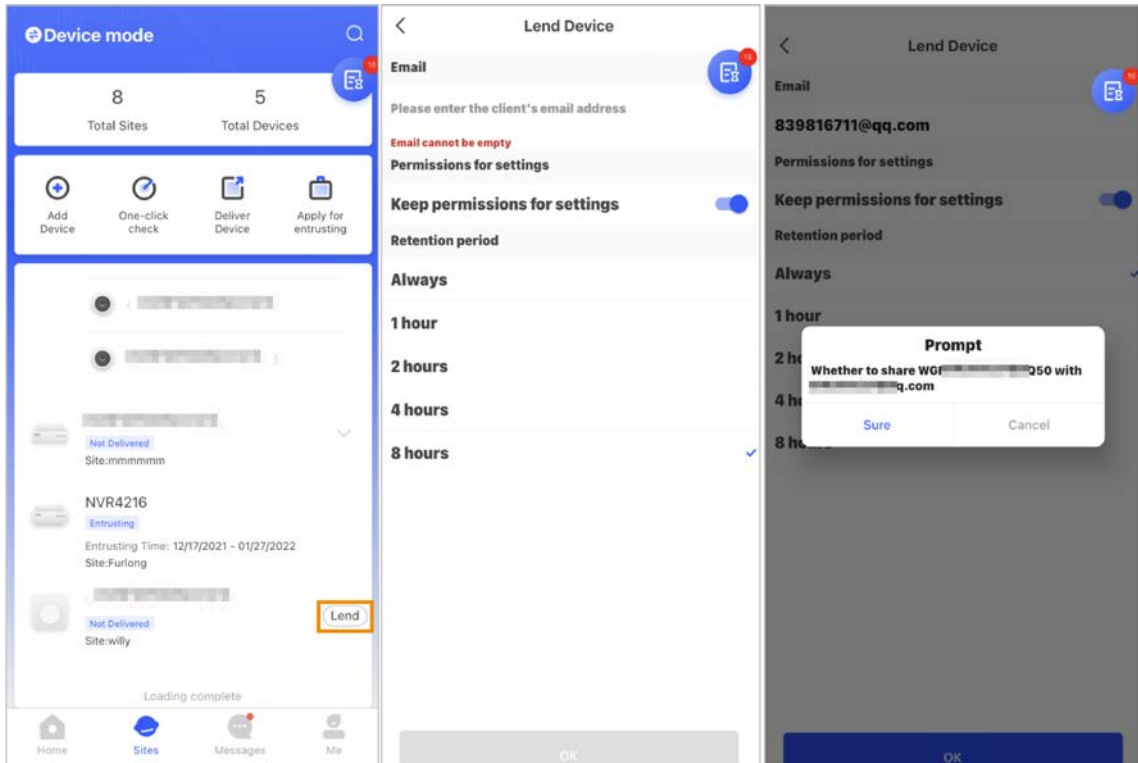 Device mode
8
5
Total Sites
Total Devices
10
Add Device
One-click check
Deliver Device
Apply for entrusting
Not Delivered
Site:mmmmmm
NVR4216
Entrusting
Entrusting Time: 12/17/2021 - 01/27/2022
Site:Furlong
Lend
Not Delivered
Site:willy
Loading complete
Home
Sites
Messages
Me
Lend Device
Email
10
Please enter the client's email address
Email cannot be empty
Permissions for settings
Keep permissions for settings
Retention period
Always
1 hour
2 hours
4 hours
8 hours
OK
Lend Device
Email
10
839816711@qq.com
Permissions for settings
Keep permissions for settings
Retention period
Always
1 hour
Prompt
Whether to share WG Q50 with
q.com
Sure
Cancel
OK